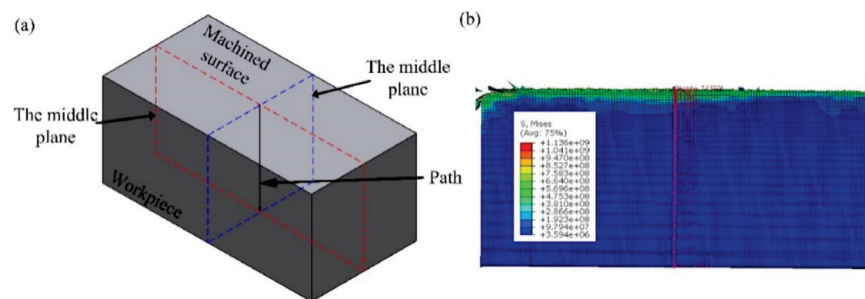 (a)
Machined
surface
The middle
plane
The middle
plane
Path
Workpiece
(b)
S, Mises
(Avg: 75%)
+1.136e+09
+1.041e+09
+9.470e+08
+8.527e+08
+7.583e+08
+6.640e+08
+5.696e+08
+4.753e+08
+3.810e+08
+2.866e+08
+1.923e+08
+9.794e+07
+3.594e+06